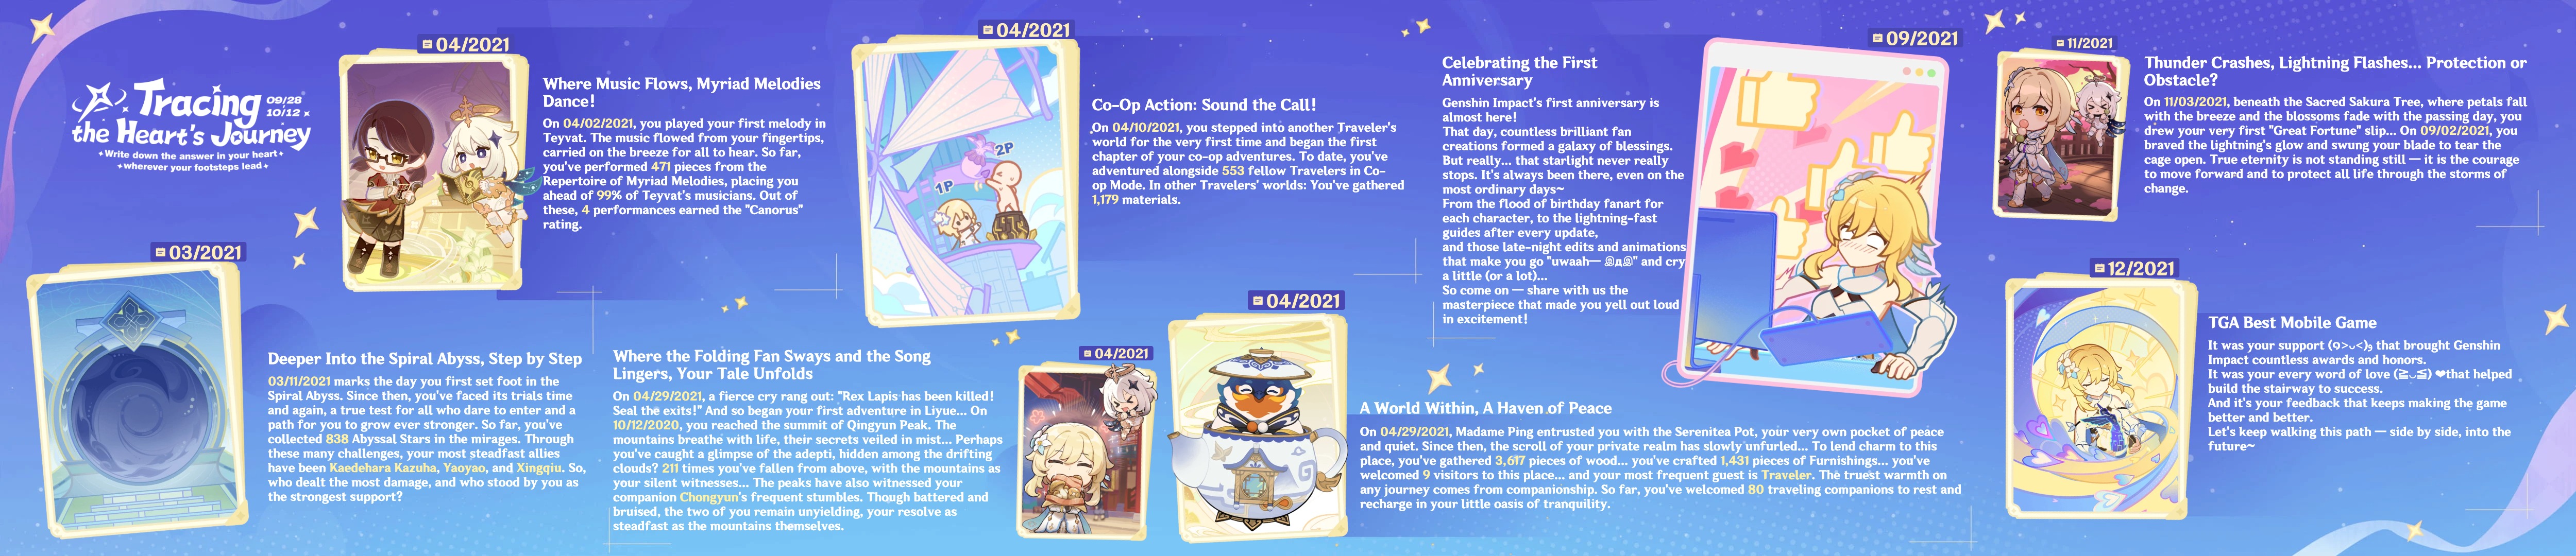 Tracing
the Heart's Journey
09/28
10/12
Write down the answer in your heart
wherever your footsteps lead
03/2021
Deeper Into the Spiral Abyss, Step by Step
03/11/2021 marks the day you first set foot in the
Spiral Abyss. Since then, you've faced its trials time
and again, a true test for all who dare to enter and a
path for you to grow ever stronger. So far, you've
collected 838 Abyssal Stars in the mirages. Through
these many challenges, your most steadfast allies
have been Kaedehara Kazuha, Yaoyao, and Xingqiu. So,
who dealt the most damage, and who stood by you as
the strongest support?
04/2021
Where Music Flows, Myriad Melodies
Dance!
On 04/02/2021, you played your first melody in
Teyvat. The music flowed from your fingertips,
carried on the breeze for all to hear. So far,
you've performed 471 pieces from the
Repertoire of Myriad Melodies, placing you
ahead of 99% of Teyvat's musicians. Out of
these, 4 performances earned the "Canorus"
rating.
04/2021
1P
2P
Co-Op Action: Sound the Call!
On 04/10/2021, you stepped into another Traveler's
world for the very first time and began the first
chapter of your co-op adventures. To date, you've
adventured alongside 553 fellow Travelers in Co-
op Mode. In other Travelers' worlds: You've gathered
1,179 materials.
Where the Folding Fan Sways and the Song
Lingers, Your Tale Unfolds
On 04/29/2021, a fierce cry rang out: "Rex Lapis has been killed!
Seal the exits!" And so began your first adventure in Liyue... On
10/12/2020, you reached the summit of Qingyun Peak. The
mountains breathe with life, their secrets veiled in mist... Perhaps
you've caught a glimpse of the adepti, hidden among the drifting
clouds? 211 times you've fallen from above, with the mountains as
your silent witnesses... The peaks have also witnessed your
companion Chongyun's frequent stumbles. Though battered and
bruised, the two of you remain unyielding, your resolve as
steadfast as the mountains themselves.
04/2021
04/2021
A World Within, A Haven of Peace
On 04/29/2021, Madame Ping entrusted you with the Serenitea Pot, your very own pocket of peace
and quiet. Since then, the scroll of your private realm has slowly unfurled... To lend charm to this
place, you've gathered 3,617 pieces of wood... you've crafted 1,431 pieces of Furnishings... you've
welcomed 9 visitors to this place... and your most frequent guest is Traveler. The truest warmth on
any journey comes from companionship. So far, you've welcomed 80 traveling companions to rest and
recharge in your little oasis of tranquility.
Celebrating the First
Anniversary
Genshin Impact's first anniversary is
almost here!
That day, countless brilliant fan
creations formed a galaxy of blessings.
But really... that starlight never really
stops. It's always been there, even on the
most ordinary days~
From the flood of birthday fanart for
each character, to the lightning-fast
guides after every update,
and those late-night edits and animations
that make you go "uwaah— இдஇ" and cry
a little (or a lot)...
So come on — share with us the
masterpiece that made you yell out loud
in excitement!
09/2021
11/2021
Thunder Crashes, Lightning Flashes... Protection or
Obstacle?
On 11/03/2021, beneath the Sacred Sakura Tree, where petals fall
with the breeze and the blossoms fade with the passing day, you
drew your very first "Great Fortune" slip... On 09/02/2021, you
braved the lightning's glow and swung your blade to tear the
cage open. True eternity is not standing still — it is the courage
to move forward and to protect all life through the storms of
change.
12/2021
TGA Best Mobile Game
It was your support (و>ᴗ<)و that brought Genshin
Impact countless awards and honors.
It was your every word of love (≧ᴗ≦) ❤that helped
build the stairway to success.
And it's your feedback that keeps making the game
better and better.
Let's keep walking this path — side by side, into the
future~